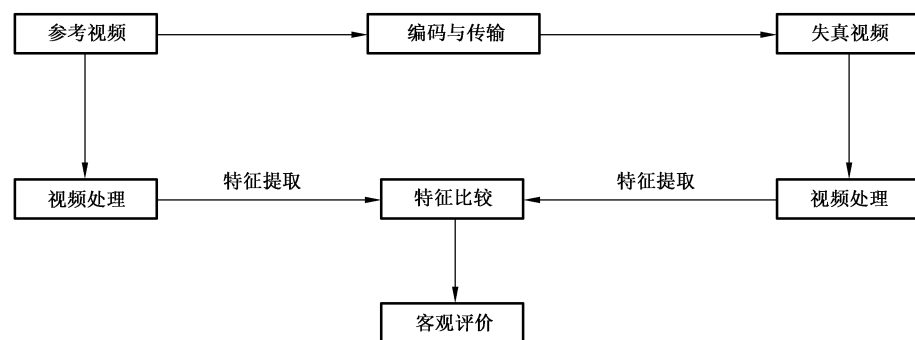 参考视频
编码与传输
失真视频
视频处理
特征提取
特征比较
特征提取
视频处理
客观评价